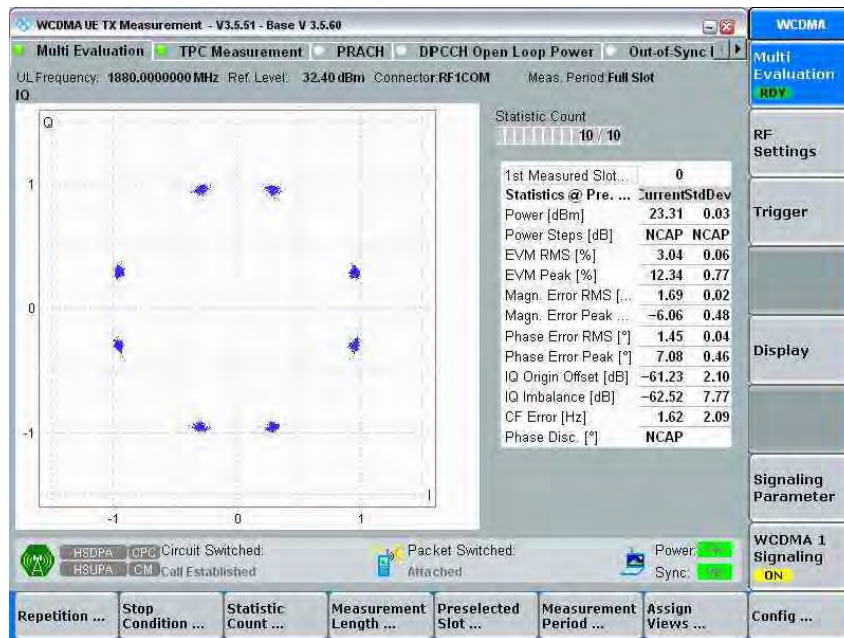 WCDMA UE TX Measurement - V3.5.51 - Base V 3.5.60
WCDMA
Multi Evaluation TPC Measurement PRACH DPCCH Open Loop Power Out-of-Sync
UL Frequency: 1880.0000000 MHz Ref. Level: 32.40 dBm Connector:RF1COM Meas. Period:Full Slot
IQ
Q
1
0
-1
-1 0 1
I
Statistic Count
10 / 10
1st Measured Slot... 0
Statistics @ Pre. ... Current StdDev
Power [dBm] 23.31 0.03
Power Steps [dB] NCAP NCAP
EVM RMS [%] 3.04 0.06
EVM Peak [%] 12.34 0.77
Magn. Error RMS [... 1.69 0.02
Magn. Error Peak ... -6.06 0.48
Phase Error RMS [°] 1.45 0.04
Phase Error Peak [°] 7.08 0.46
IQ Origin Offset [dB] -61.23 2.10
IQ Imbalance [dB] -62.52 7.77
CF Error [Hz] 1.62 2.09
Phase Disc. [°] NCAP
Multi Evaluation
RDY
RF Settings
Trigger
Display
Signaling Parameter
WCDMA 1 Signaling
ON
HSDPA CPC Circuit Switched: Packet Switched: Power:
HSUPA CM Call Established Attached Sync:
Repetition ... Stop Condition ... Statistic Count ... Measurement Length ... Preselected Slot ... Measurement Period ... Assign Views ... Config ...